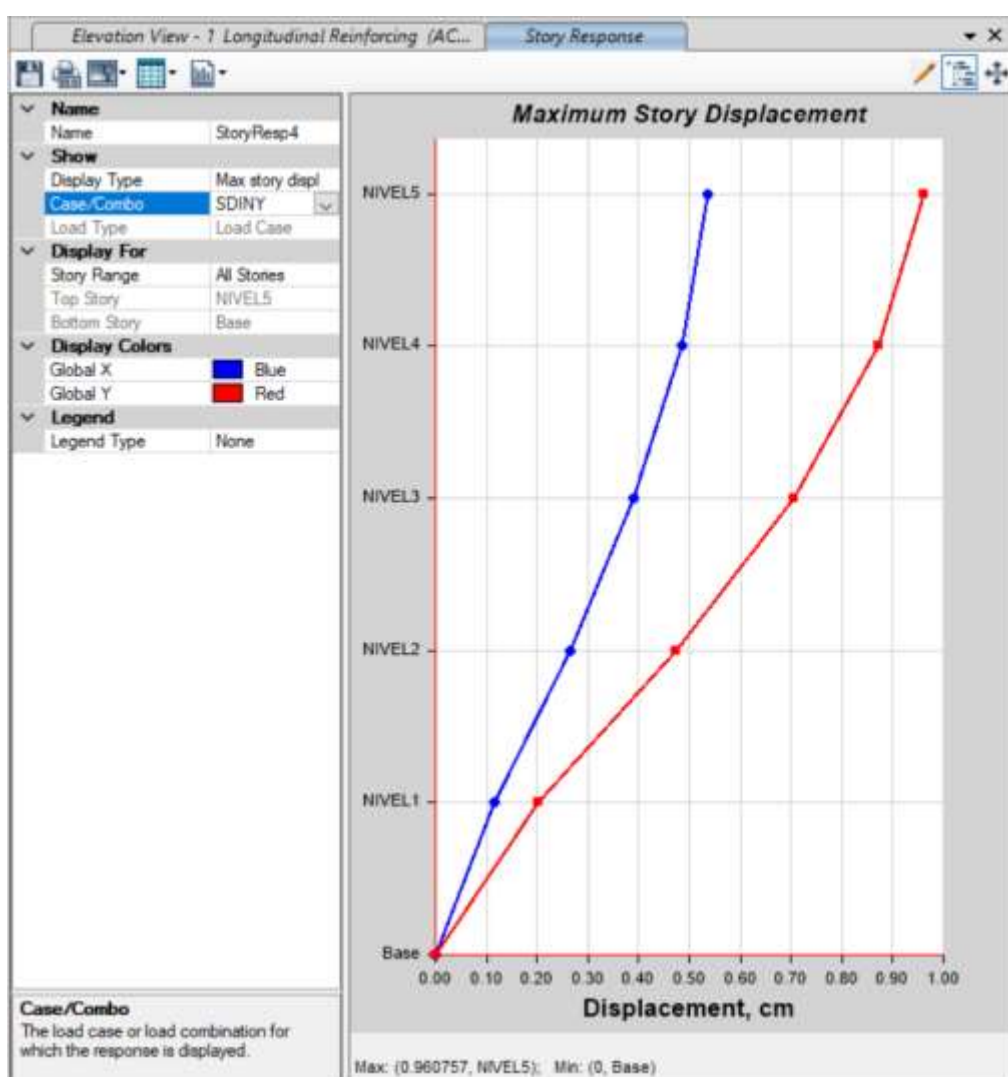 Elevation View - 1 Longitudinal Reinforcing (AC...
Story Response
Name
Name StoryResp4
Show
Display Type Max story displ
Case/Combo SDINY
Load Type Load Case
Display For
Story Range All Stories
Top Story NIVEL5
Bottom Story Base
Display Colors
Global X Blue
Global Y Red
Legend
Legend Type None
Case/Combo
The load case or load combination for
which the response is displayed.
Maximum Story Displacement
NIVEL5
NIVEL4
NIVEL3
NIVEL2
NIVEL1
Base
0.00 0.10 0.20 0.30 0.40 0.50 0.60 0.70 0.80 0.90 1.00
Displacement, cm
Max: (0.960757, NIVEL5); Min: (0, Base)